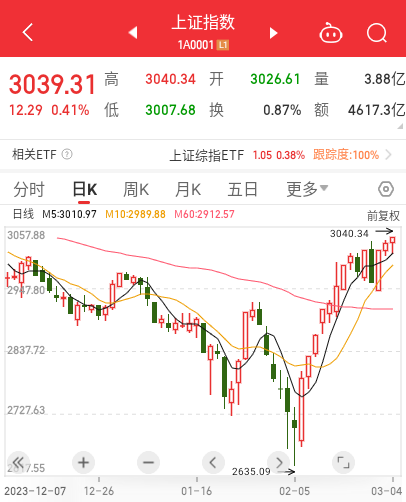 上证指数
1A0001 L1
3039.31 高 3040.34 开 3026.61 量 3.88亿
12.29 0.41% 低 3007.68 换 0.87% 额 4617.3亿
相关ETF ? 上证综指ETF 1.05 0.38% 跟踪度:100%
分时 日K 周K 月K 五日 更多
日线 M5:3010.97 M10:2989.88 M60:2912.57 前复权
3057.88
3040.34
2947.80
2837.72
2727.63
2635.09
2023-12-07 12-26 01-16 02-05 03-04